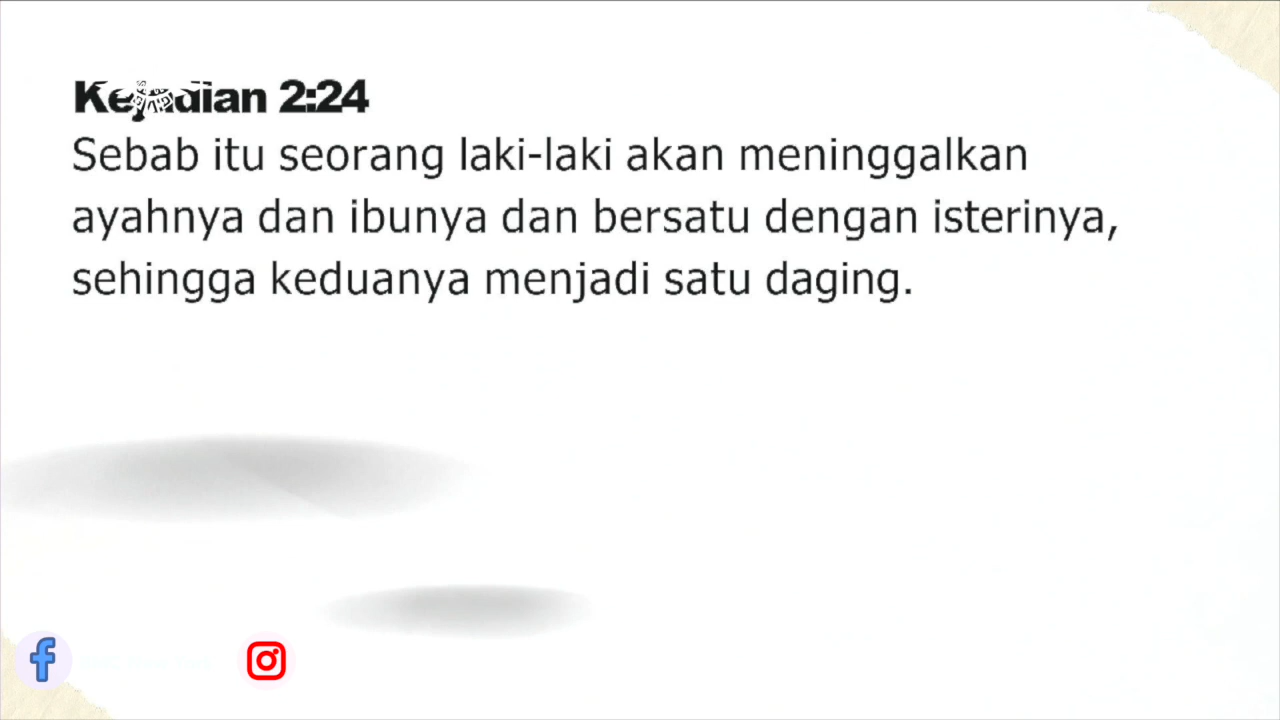 Kejadian 2:24
Sebab itu seorang laki-laki akan meninggalkan
ayahnya dan ibunya dan bersatu dengan isterinya,
sehingga keduanya menjadi satu daging.